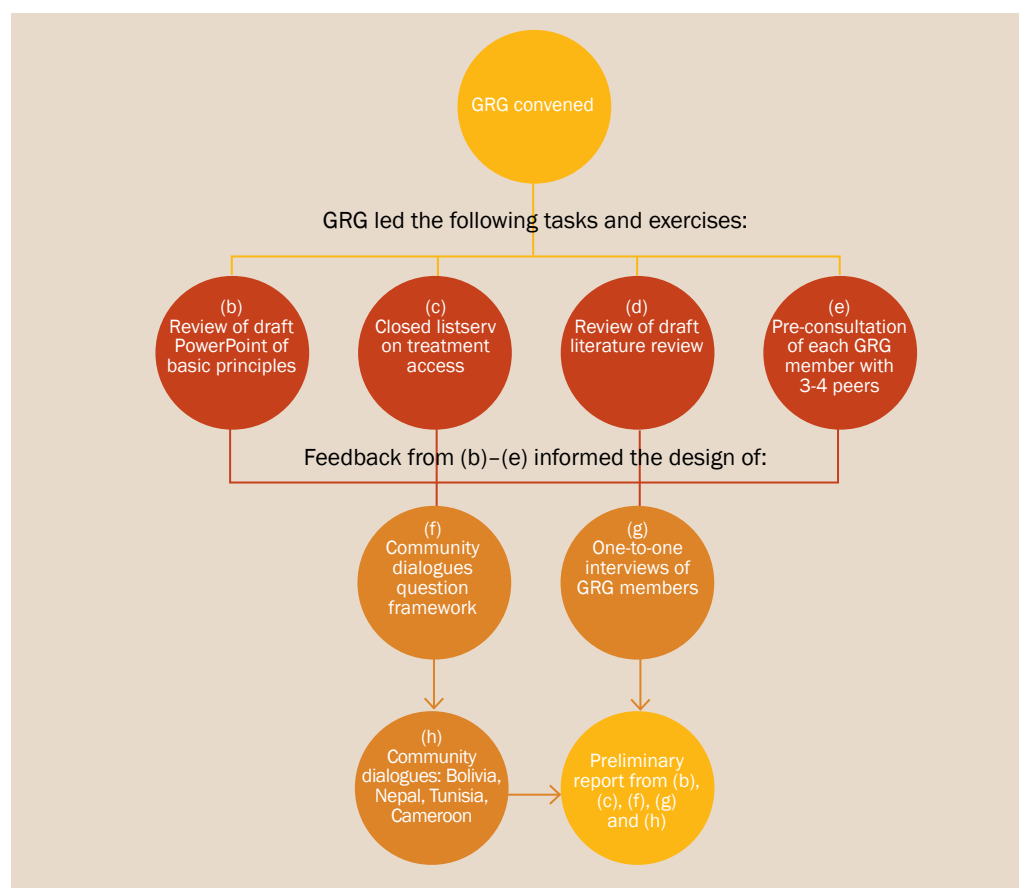 GRG convened
GRG led the following tasks and exercises:
(b)
Review of draft
PowerPoint of
basic principles
(c)
Closed listserv
on treatment
access
(d)
Review of draft
literature review
(e)
Pre-consultation
of each GRG
member with
3-4 peers
Feedback from (b)–(e) informed the design of:
(f)
Community
dialogues
question
framework
(g)
One-to-one
interviews of
GRG members
(h)
Community
dialogues: Bolivia,
Nepal, Tunisia,
Cameroon
Preliminary
report from (b),
(c), (f), (g)
and (h)